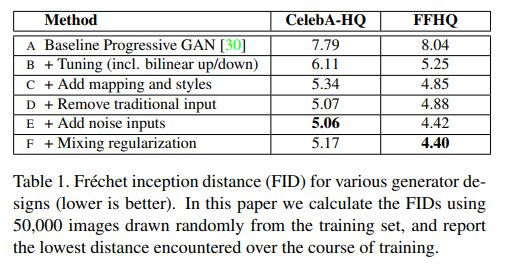 Method CelebA-HQ FFHQ
A Baseline Progressive GAN [30] 7.79 8.04
B + Tuning (incl. bilinear up/down) 6.11 5.25
C + Add mapping and styles 5.34 4.85
D + Remove traditional input 5.07 4.88
E + Add noise inputs 5.06 4.42
F + Mixing regularization 5.17 4.40
Table 1. Fréchet inception distance (FID) for various generator de-
signs (lower is better). In this paper we calculate the FIDs using
50,000 images drawn randomly from the training set, and report
the lowest distance encountered over the course of training.